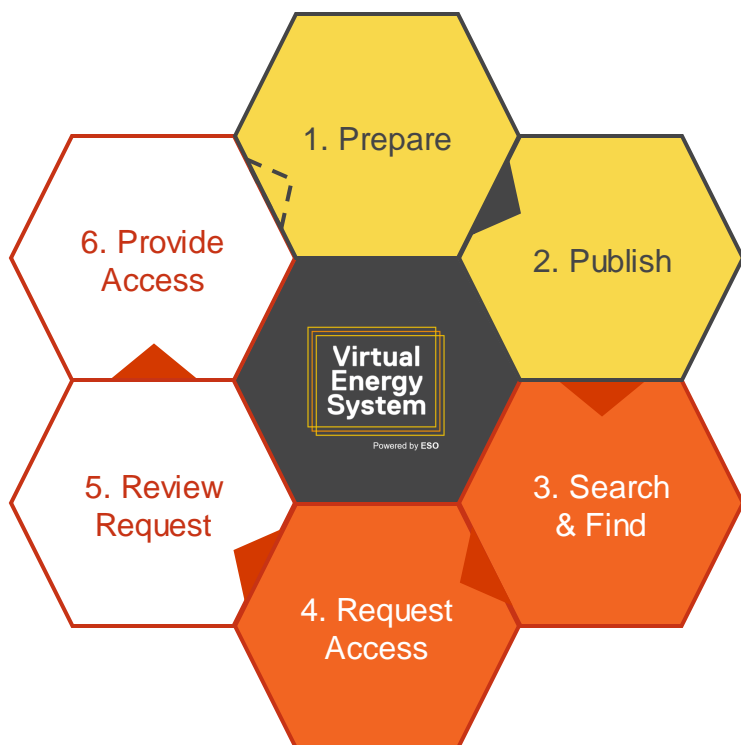 1. Prepare
2. Publish
3. Search
& Find
4. Request
Access
5. Review
Request
6. Provide
Access
Virtual
Energy
System
Powered by ESO